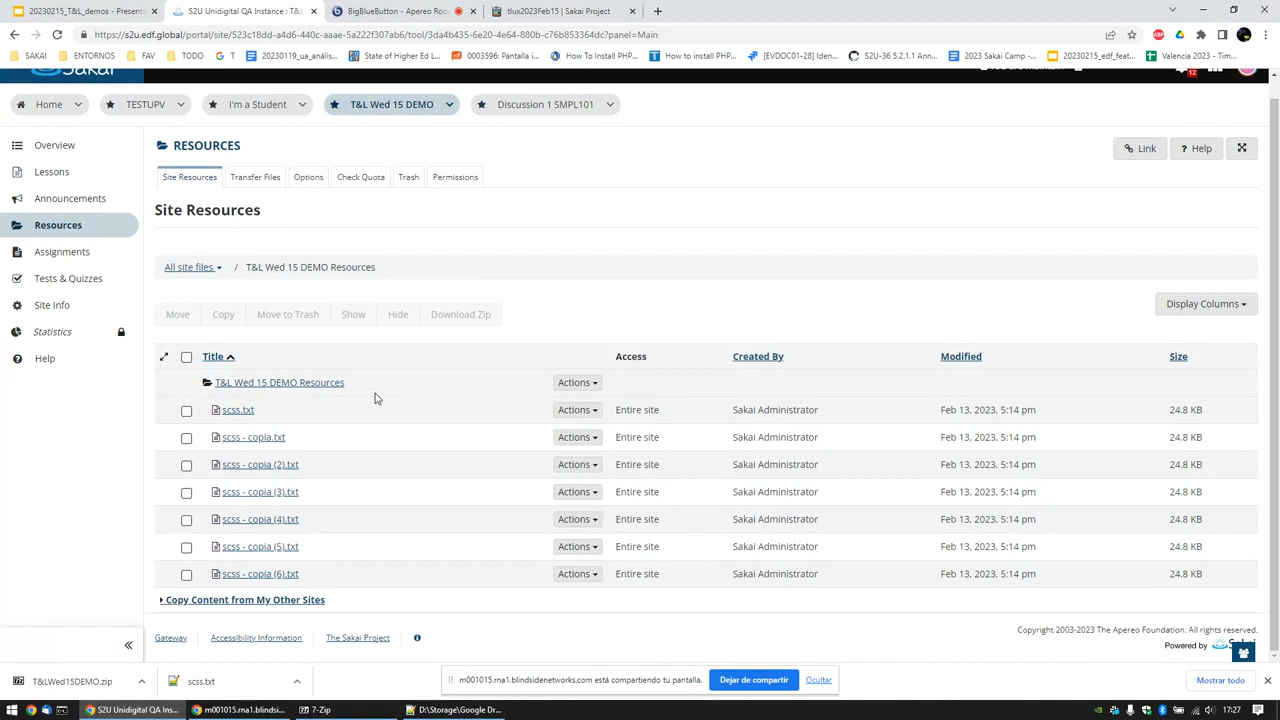 20230215_T&L_demos - Present
S2U Unidigital QA Instance : T&L
BigBlueButton - Apereo Roo
tlux2023Feb15 | Sakai Project
https://s2u.edf.global/portal/site/523c18dd-a4d6-440c-aaae-5a222f307ab6/tool/3da4b435-6e20-4e64-880b-c76b853364dc?panel=Main
SAKAI
ENTORNOS
FAV
TODO
T
20230119_ua_anális...
State of Higher Ed L...
0003596: Pantalla i...
How To Install PHP...
How to install PHP...
[EVDOC01-28] Iden...
S2U-36 5.2.1.1 Ann...
2023 Sakai Camp -...
20230215_edf_feat...
Valencia 2023 - Tim...
Sakai
12
Home
TESTUPV
I'm a Student
T&L Wed 15 DEMO
Discussion 1 SMPL101
Overview
Lessons
Announcements
Resources
Assignments
Tests & Quizzes
Site Info
Statistics
Help
RESOURCES
Link
? Help
Site Resources
Transfer Files
Options
Check Quota
Trash
Permissions
Site Resources
All site files / T&L Wed 15 DEMO Resources
Display Columns
Move
Copy
Move to Trash
Show
Hide
Download Zip
Title Access Created By Modified Size
T&L Wed 15 DEMO Resources Actions
scss.txt Actions Entire site Sakai Administrator Feb 13, 2023, 5:14 pm 24.8 KB
scss - copia.txt Actions Entire site Sakai Administrator Feb 13, 2023, 5:14 pm 24.8 KB
scss - copia (2).txt Actions Entire site Sakai Administrator Feb 13, 2023, 5:14 pm 24.8 KB
scss - copia (3).txt Actions Entire site Sakai Administrator Feb 13, 2023, 5:14 pm 24.8 KB
scss - copia (4).txt Actions Entire site Sakai Administrator Feb 13, 2023, 5:14 pm 24.8 KB
scss - copia (5).txt Actions Entire site Sakai Administrator Feb 13, 2023, 5:14 pm 24.8 KB
scss - copia (6).txt Actions Entire site Sakai Administrator Feb 13, 2023, 5:14 pm 24.8 KB
Copy Content from My Other Sites
Gateway
Accessibility Information
The Sakai Project
Copyright 2003-2023 The Apereo Foundation. All rights reserved.
Powered by
T&LWed15DEMO.zip
scss.txt
m001015.rna1.blindsidenetworks.com está compartiendo tu pantalla.
Dejar de compartir
Ocultar
Mostrar todo
S2U Unidigital QA Ins...
m001015.rna1.blindsi...
7-Zip
D:\Storage\Google Dr...
17:27